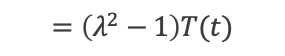 = (λ² − 1)T(t)